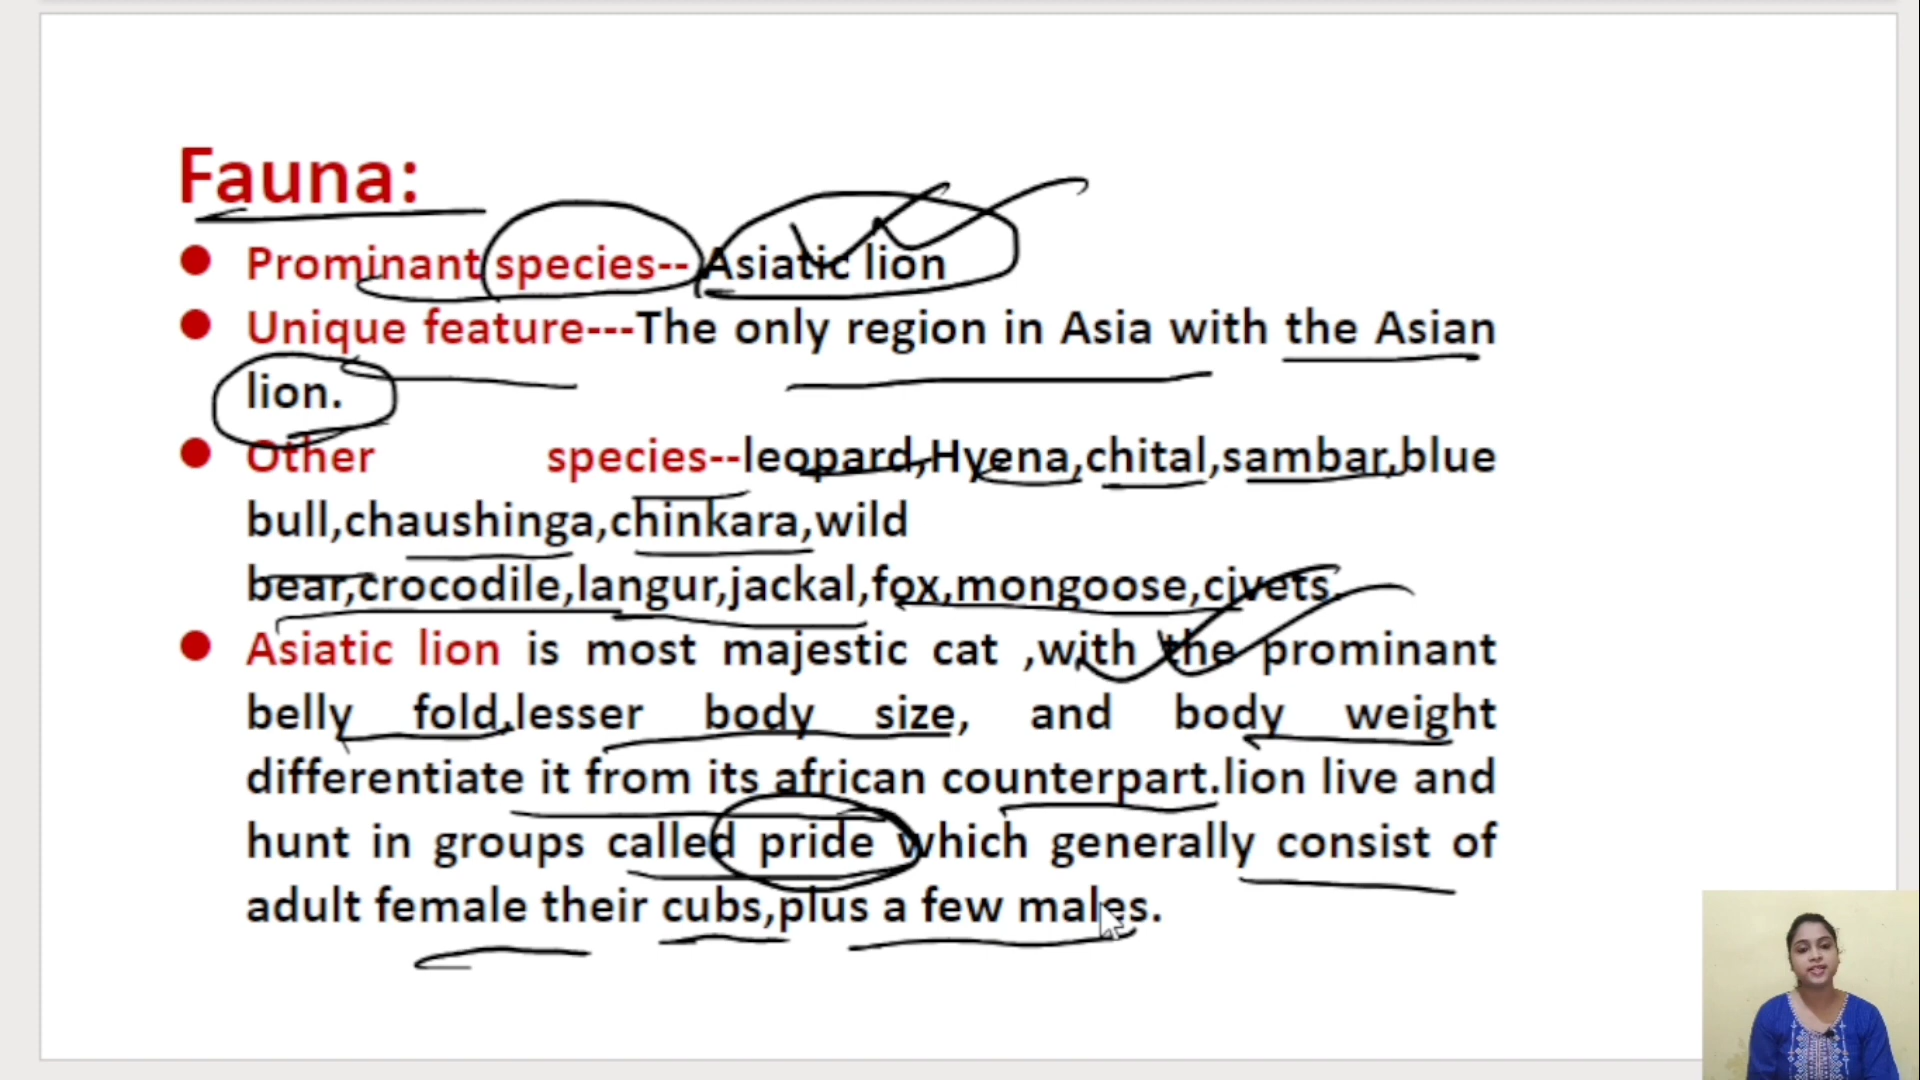 Fauna:
Prominant species-- Asiatic lion
Unique feature---The only region in Asia with the Asian
lion.
Other species--leopard,Hyena,chital,sambar,blue
bull,chaushinga,chinkara,wild
bear,crocodile,langur,jackal,fox,mongoose,civets.
Asiatic lion is most majestic cat ,with the prominant
belly fold,lesser body size, and body weight
differentiate it from its african counterpart.lion live and
hunt in groups called pride which generally consist of
adult female their cubs,plus a few males.